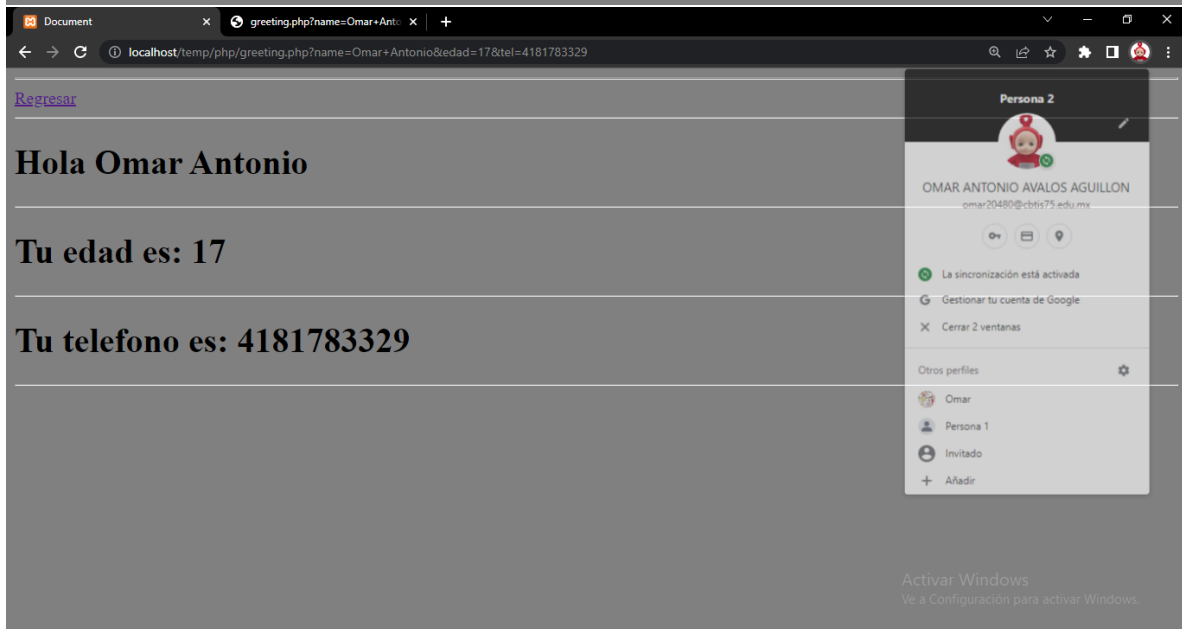 Document
greeting.php?name=Omar+Anto
localhost/temp/php/greeting.php?name=Omar+Antonio&edad=17&tel=4181783329
Regresar
Hola Omar Antonio
Tu edad es: 17
Tu telefono es: 4181783329
Persona 2
OMAR ANTONIO AVALOS AGUILLON
omar20480@cbtis75.edu.mx
La sincronización está activada
Gestionar tu cuenta de Google
Cerrar 2 ventanas
Otros perfiles
Omar
Persona 1
Invitado
Añadir
Activar Windows
Ve a Configuración para activar Windows.